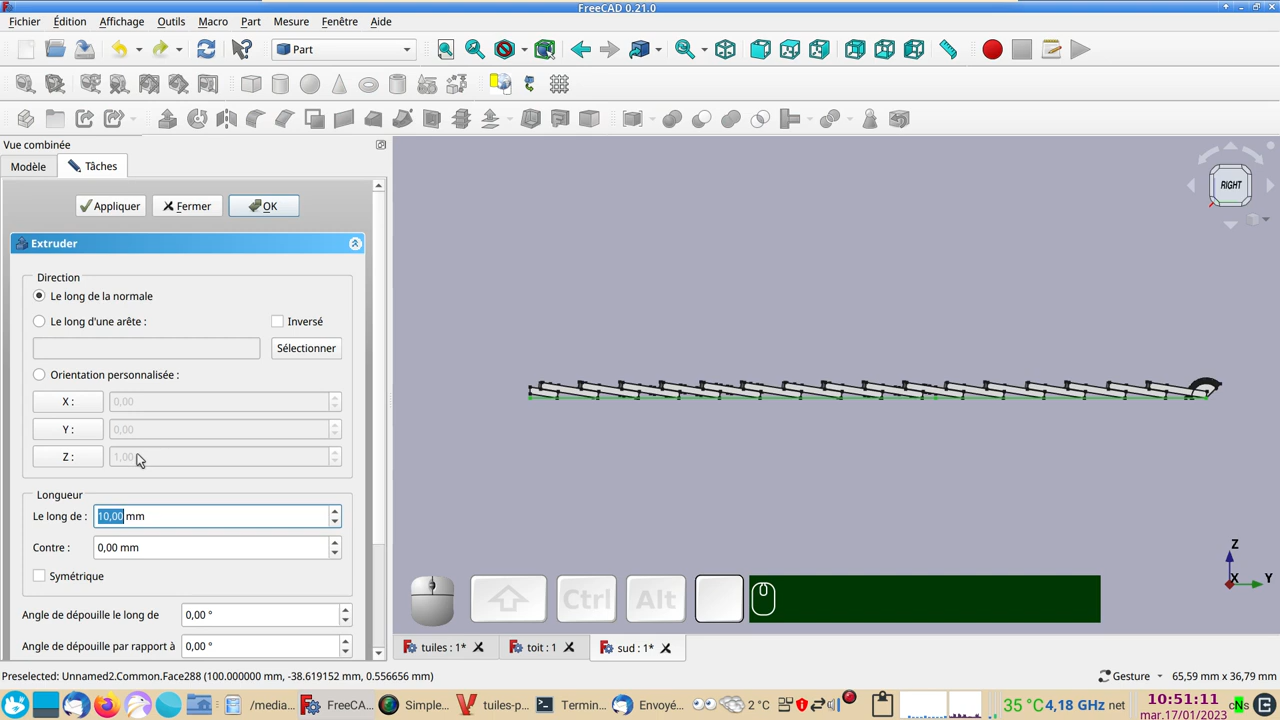 FreeCAD 0.21.0
Fichier Édition Affichage Outils Macro Part Mesure Fenêtre Aide
Part
Vue combinée
Modèle Tâches
Appliquer Fermer OK
Extruder
Direction
Le long de la normale
Le long d'une arête : Inversé
Sélectionner
Orientation personnalisée :
X : 0,00
Y : 0,00
Z : 1,00
Longueur
Le long de : 10,00 mm
Contre : 0,00 mm
Symétrique
Angle de dépouille le long de 0,00 °
Angle de dépouille par rapport à 0,00 °
RIGHT
Z
X Y
Ctrl Alt
tuiles : 1* toit : 1 sud : 1*
Preselected: Unnamed2.Common.Face288 (100.000000 mm, -38.619152 mm, 0.556656 mm) Gesture 65,59 mm x 36,79 mm
/media... FreeCA... Simple... tuiles-p... Termin... Envoyé... 2 °C 35 °C 4,18 GHz net 10:51:11 cNs
mar.17/01/2023